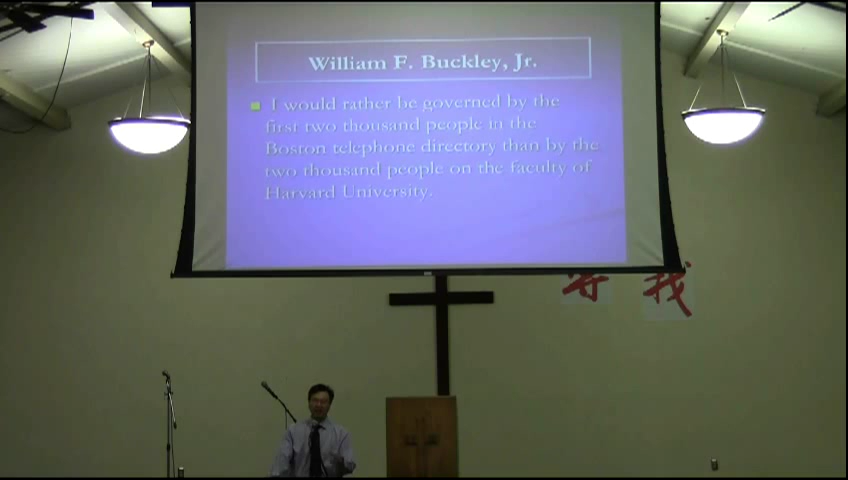 William F. Buckley, Jr.
I would rather be governed by the
first two thousand people in the
Boston telephone directory than by the
two thousand people on the faculty of
Harvard University.
我